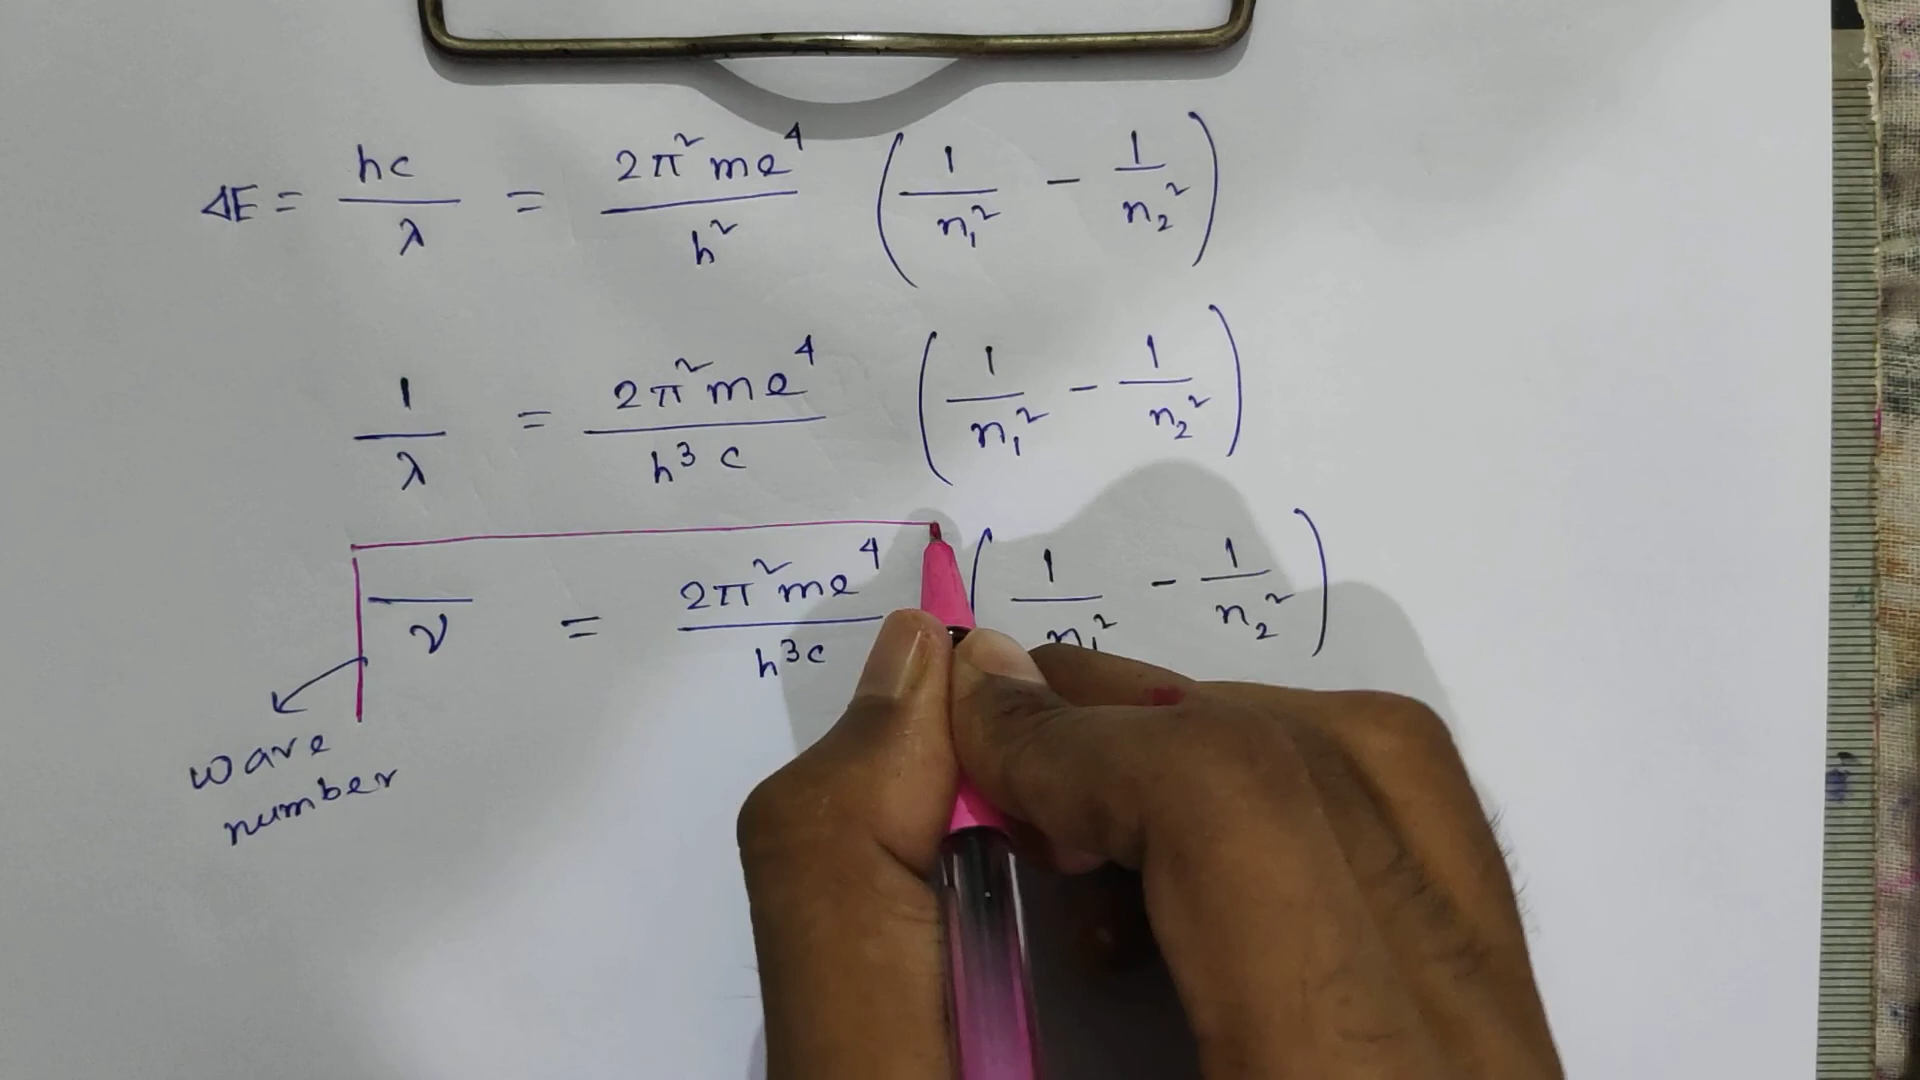 ΔE = hc/λ = 2π²me⁴/h² (1/n₁² - 1/n₂²)
1/λ = 2π²me⁴/h³c (1/n₁² - 1/n₂²)
ν̅ = 2π²me⁴/h³c (1/n₁² - 1/n₂²)
wave
number